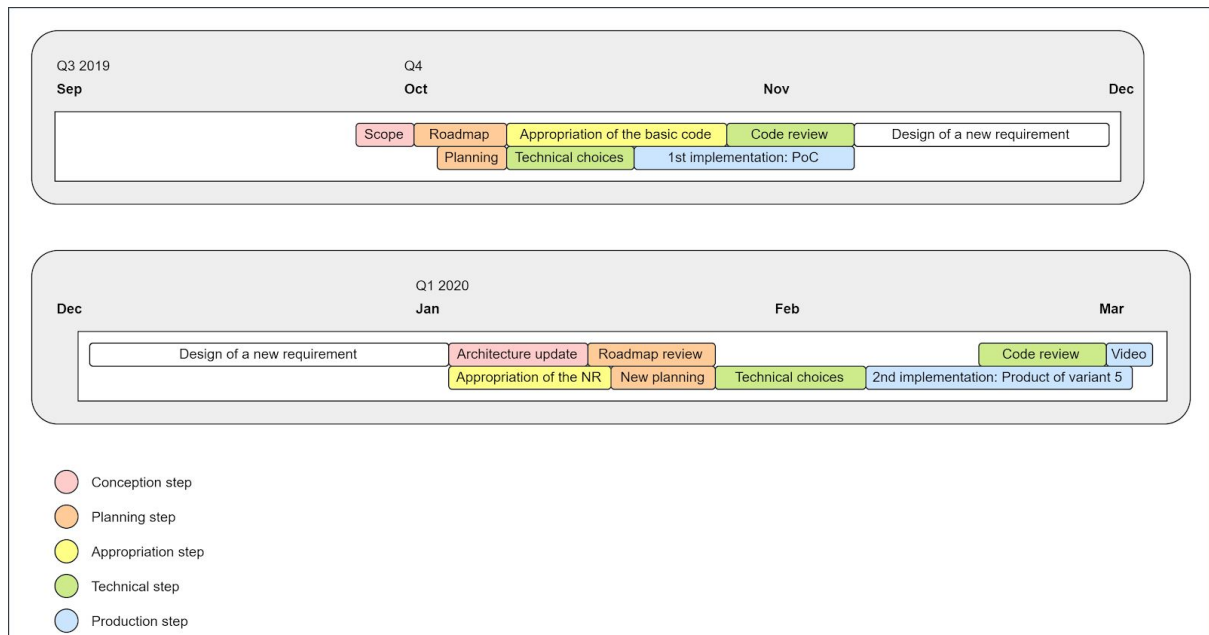 Q3 2019 Q4
Sep Oct Nov Dec
Scope Roadmap Appropriation of the basic code Code review Design of a new requirement
Planning Technical choices 1st implementation: PoC
Q1 2020
Dec Jan Feb Mar
Design of a new requirement Architecture update Roadmap review Code review Video
Appropriation of the NR New planning Technical choices 2nd implementation: Product of variant 5
Conception step
Planning step
Appropriation step
Technical step
Production step